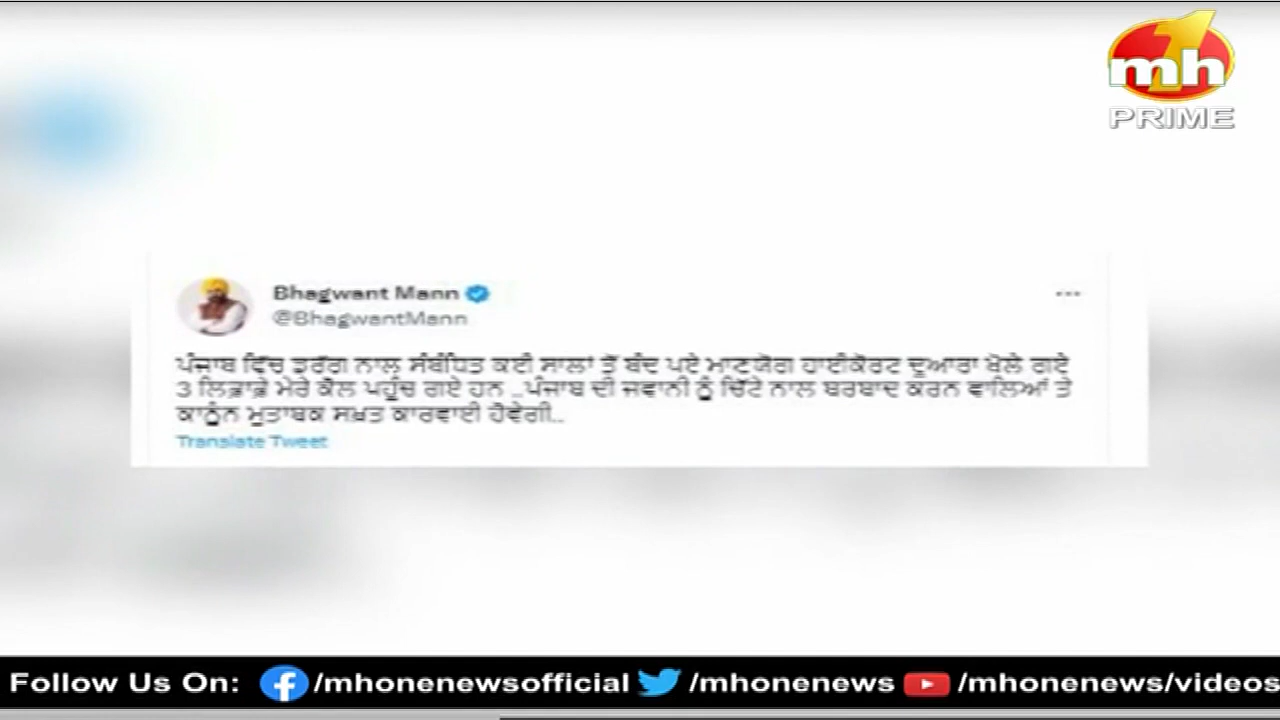 mh
PRIME
Bhagwant Mann
@BhagwantMann
ਪੰਜਾਬ ਵਿੱਚ ਡਰੱਗ ਨਾਲ ਸੰਬੰਧਿਤ ਕਈ ਸਾਲਾਂ ਤੋਂ ਬੰਦ ਪਏ ਮਾਣਯੋਗ ਹਾਈਕੋਰਟ ਦੁਆਰਾ ਖੋਲੇ ਗਏ
3 ਲਿਫ਼ਾਫ਼ੇ ਮੇਰੇ ਕੋਲ ਪਹੁੰਚ ਗਏ ਹਨ ..ਪੰਜਾਬ ਦੀ ਜਵਾਨੀ ਨੂੰ ਚਿੱਟੇ ਨਾਲ ਬਰਬਾਦ ਕਰਨ ਵਾਲਿਆਂ ਤੇ
ਕਾਨੂੰਨ ਮੁਤਾਬਕ ਸਖ਼ਤ ਕਾਰਵਾਈ ਹੋਵੇਗੀ..
Translate Tweet
Follow Us On: /mhonenewsofficial /mhonenews /mhonenews/videos